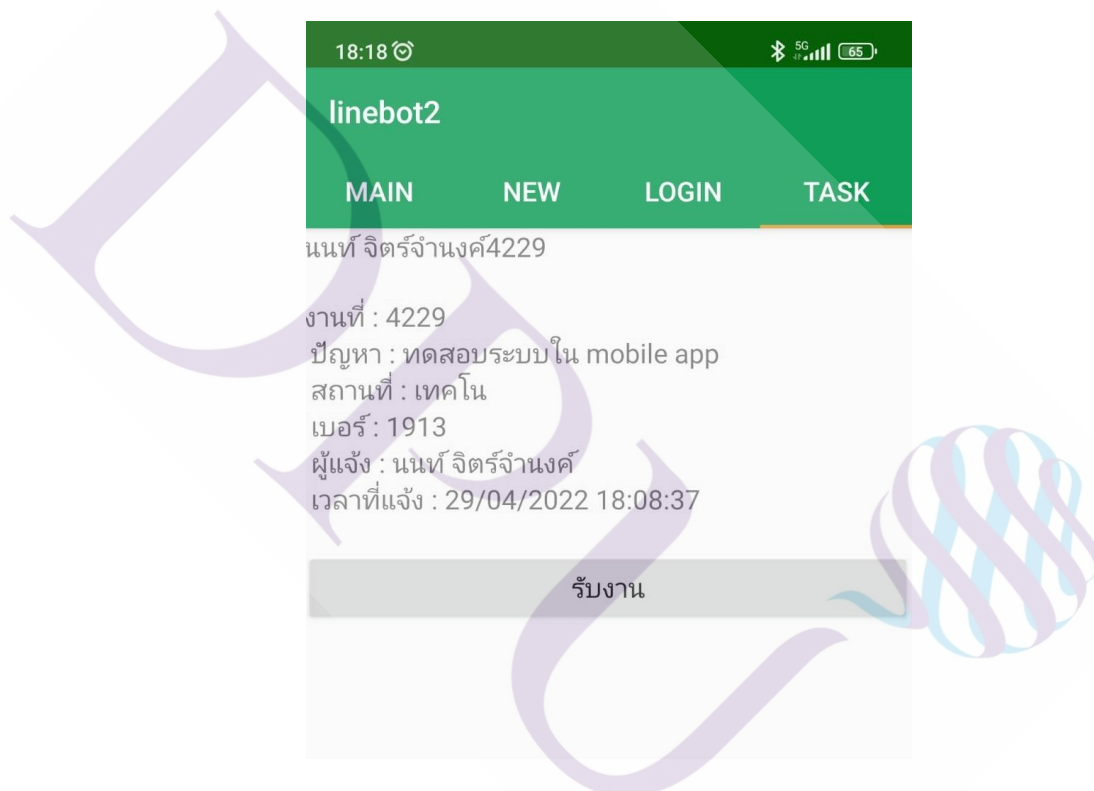 18:18
5G
65
linebot2
MAIN NEW LOGIN TASK
นนท์ จิตร์จำนงค์4229
งานที่ : 4229
ปัญหา : ทดสอบระบบใน mobile app
สถานที่ : เทคโน
เบอร์ : 1913
ผู้แจ้ง : นนท์ จิตร์จำนงค์
เวลาที่แจ้ง : 29/04/2022 18:08:37
รับงาน
DPU